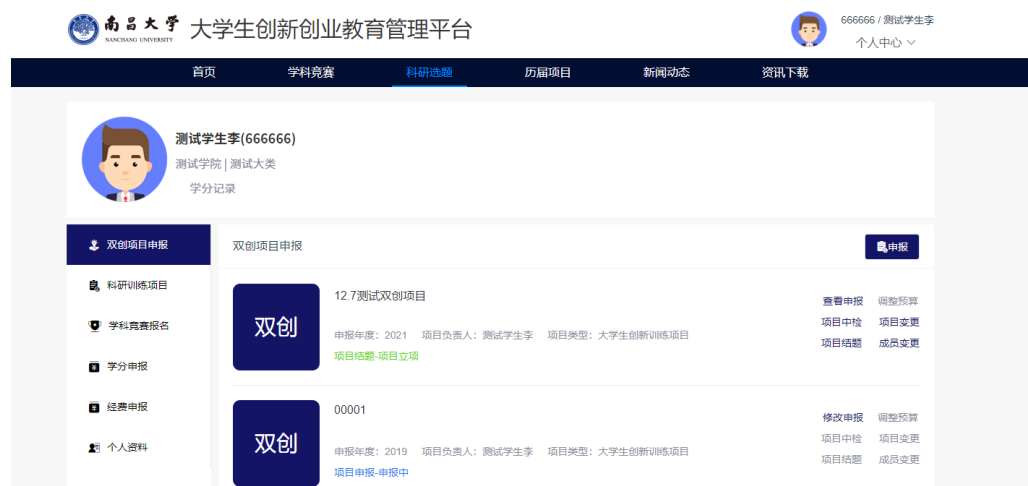 南昌大学
NANCHANG UNIVERSITY
大学生创新创业教育管理平台
666666 / 测试学生李
个人中心
首页 学科竞赛 科研选题 历届项目 新闻动态 资讯下载
测试学生李(666666)
测试学院 | 测试大类
学分记录
双创项目申报
科研训练项目
学科竞赛报名
学分申报
经费申报
个人资料
双创项目申报
申报
双创
12.7测试双创项目
申报年度：2021 项目负责人：测试学生李 项目类型：大学生创新训练项目
项目结题-项目立项
查看申报 调整预算
项目中检 项目变更
项目结题 成员变更
双创
00001
申报年度：2019 项目负责人：测试学生李 项目类型：大学生创新训练项目
项目申报-申报中
修改申报 调整预算
项目中检 项目变更
项目结题 成员变更